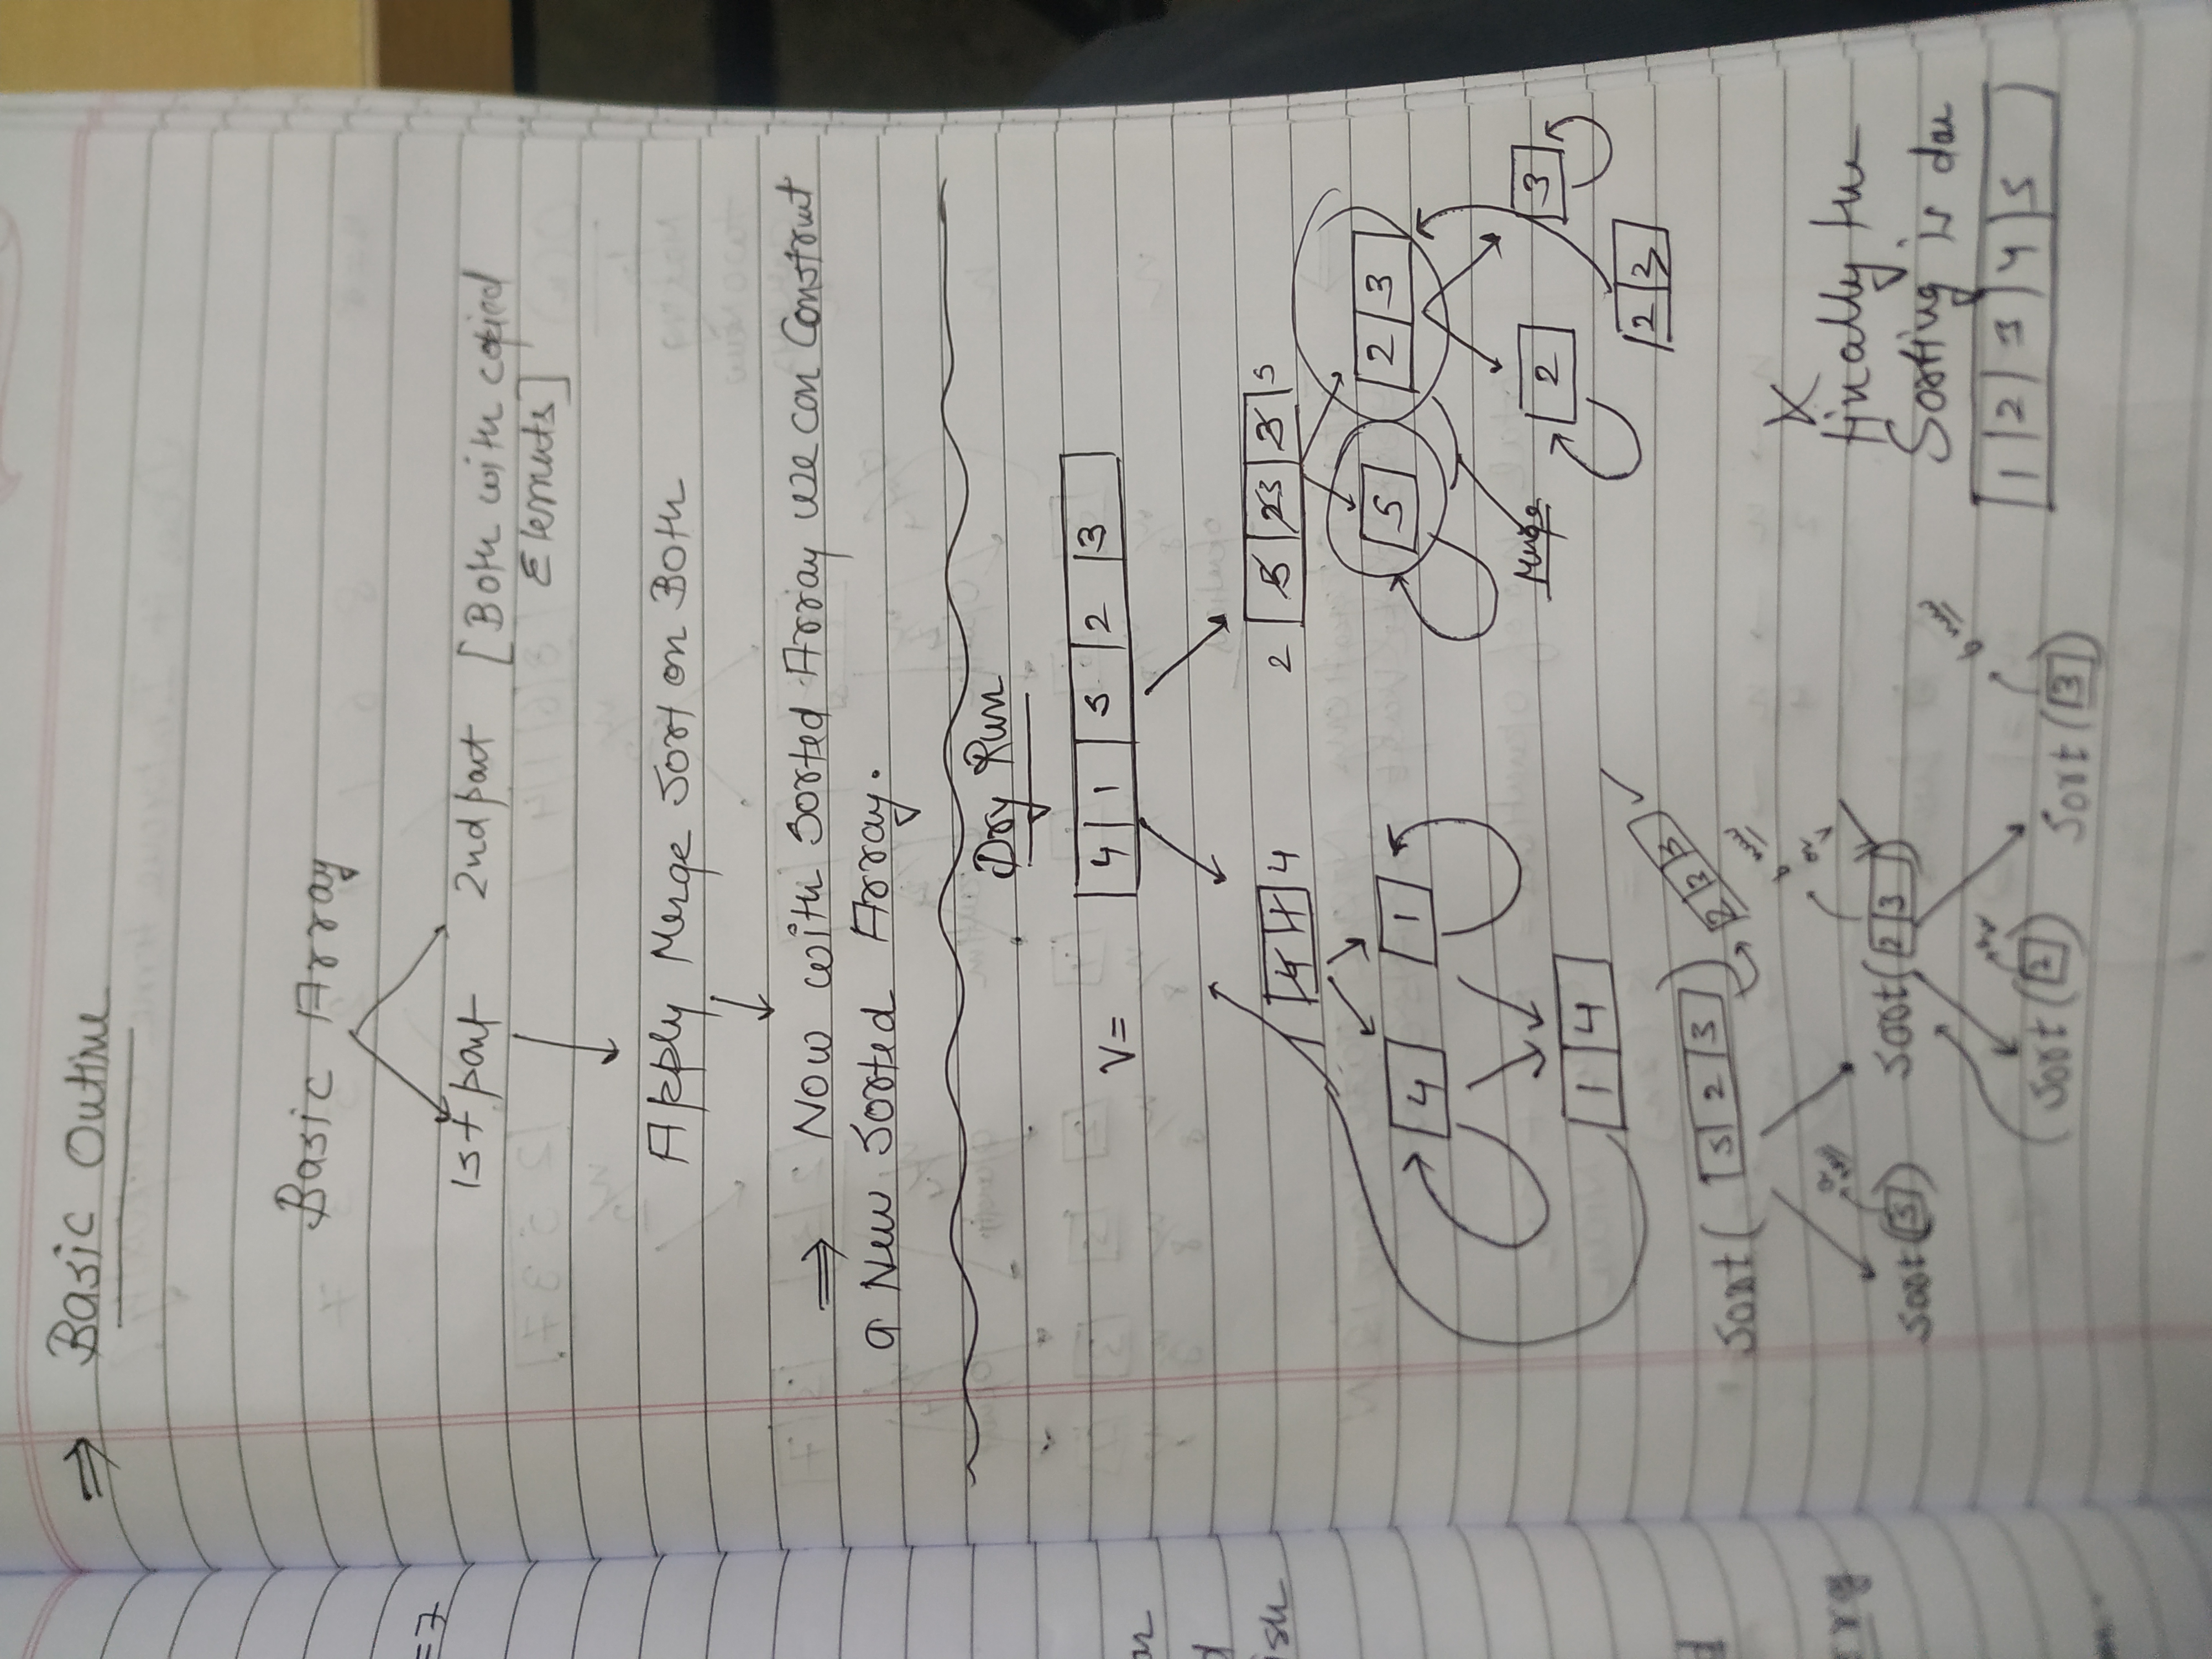 =7
⇒ Basic Outine
Basic Array
1st part 2nd part [Both with copied
Elements]
Apply Merge Sort on Both
⇒ Now with Sorted Array we can Construct
a New Sorted Array.
Dry Run
V= 4 1 5 2 3
1 4 1 4 2 5 23 3 5
4 1 5 2 3
Merge 2 3
1 4
2 3
Sort( 5 2 3 ) 2 3 5
Sort(5) Sort(2 3)
Sort(2) Sort(3)
finally the
Sorting is don
1 2 3 4 5